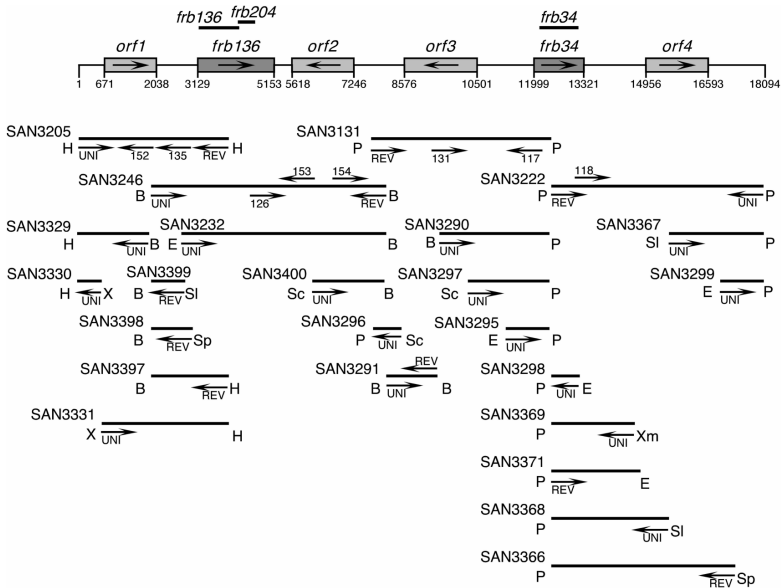 frb136 frb204 frb34
orf1 frb136 orf2 orf3 frb34 orf4
1 671 2038 3129 5153 5618 7246 8576 10501 11999 13321 14956 16593 18094
SAN3205 SAN3131
H UNI 152 135 REV H P REV 131 117 P
SAN3246 153 154 SAN3222 118
B UNI 126 REV B P REV UNI P
SAN3329 SAN3232 SAN3290 SAN3367
H UNI B E UNI B B UNI P Sl UNI P
SAN3330 SAN3399 SAN3400 SAN3297 SAN3299
H UNI X B REV Sl Sc UNI B Sc UNI P E UNI P
SAN3398 SAN3296 SAN3295
B REV Sp P UNI Sc E UNI P
SAN3397 SAN3291 REV SAN3298
B REV H B UNI B P UNI E
SAN3331 SAN3369
X UNI H P UNI Xm
SAN3371
P REV E
SAN3368
P UNI Sl
SAN3366
P REV Sp